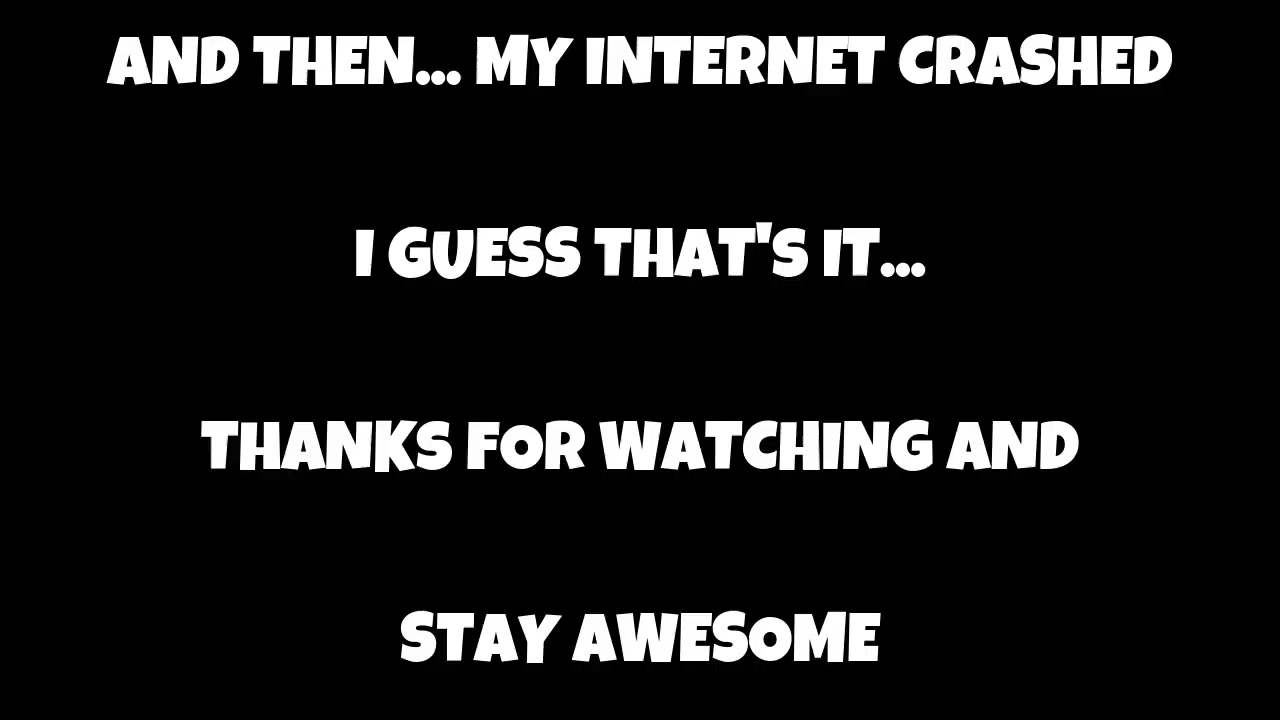 AND THEN... MY INTERNET CRASHED
I GUESS THAT'S IT...
THANKS FOR WATCHING AND
STAY AWESOME